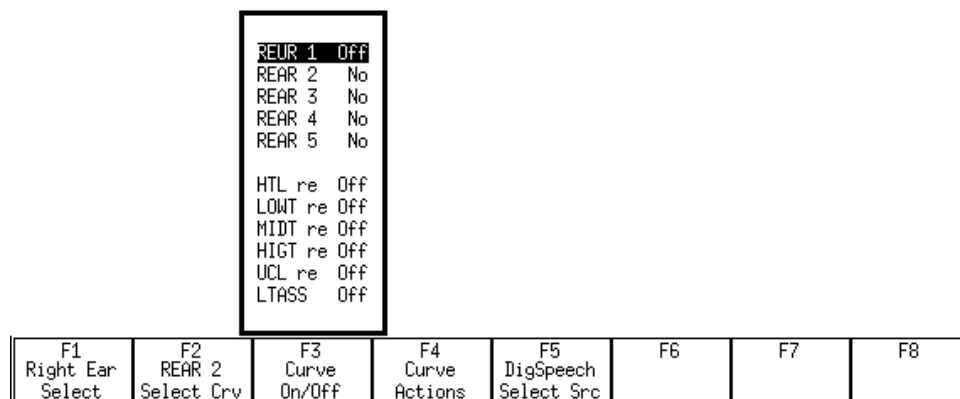 REUR 1 Off
REAR 2 No
REAR 3 No
REAR 4 No
REAR 5 No
HTL re Off
LOWT re Off
MIDT re Off
HIGT re Off
UCL re Off
LTASS Off
F1 F2 F3 F4 F5 F6 F7 F8
Right Ear REAR 2 Curve Curve DigSpeech
Select Select Crv On/Off Actions Select Src